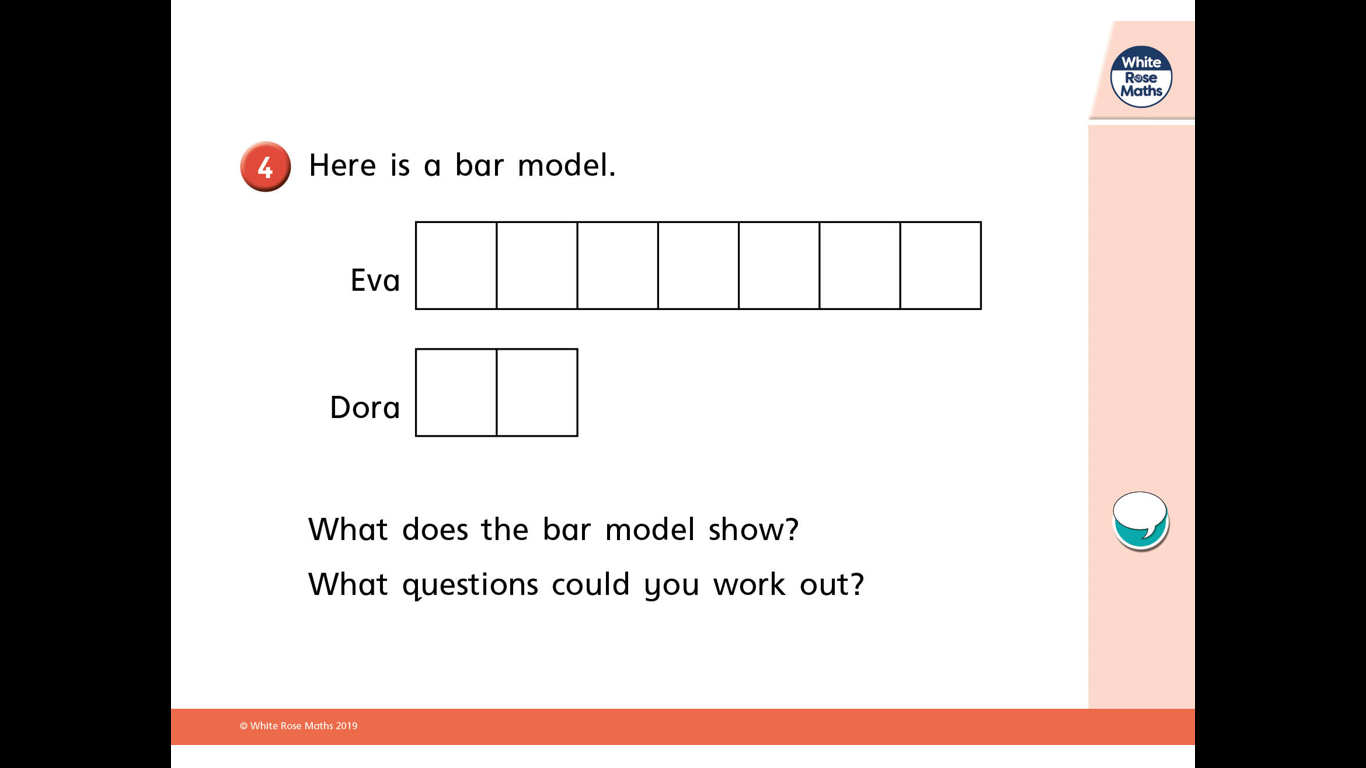 White
Rose
Maths
4 Here is a bar model.
Eva
Dora
What does the bar model show?
What questions could you work out?
© White Rose Maths 2019